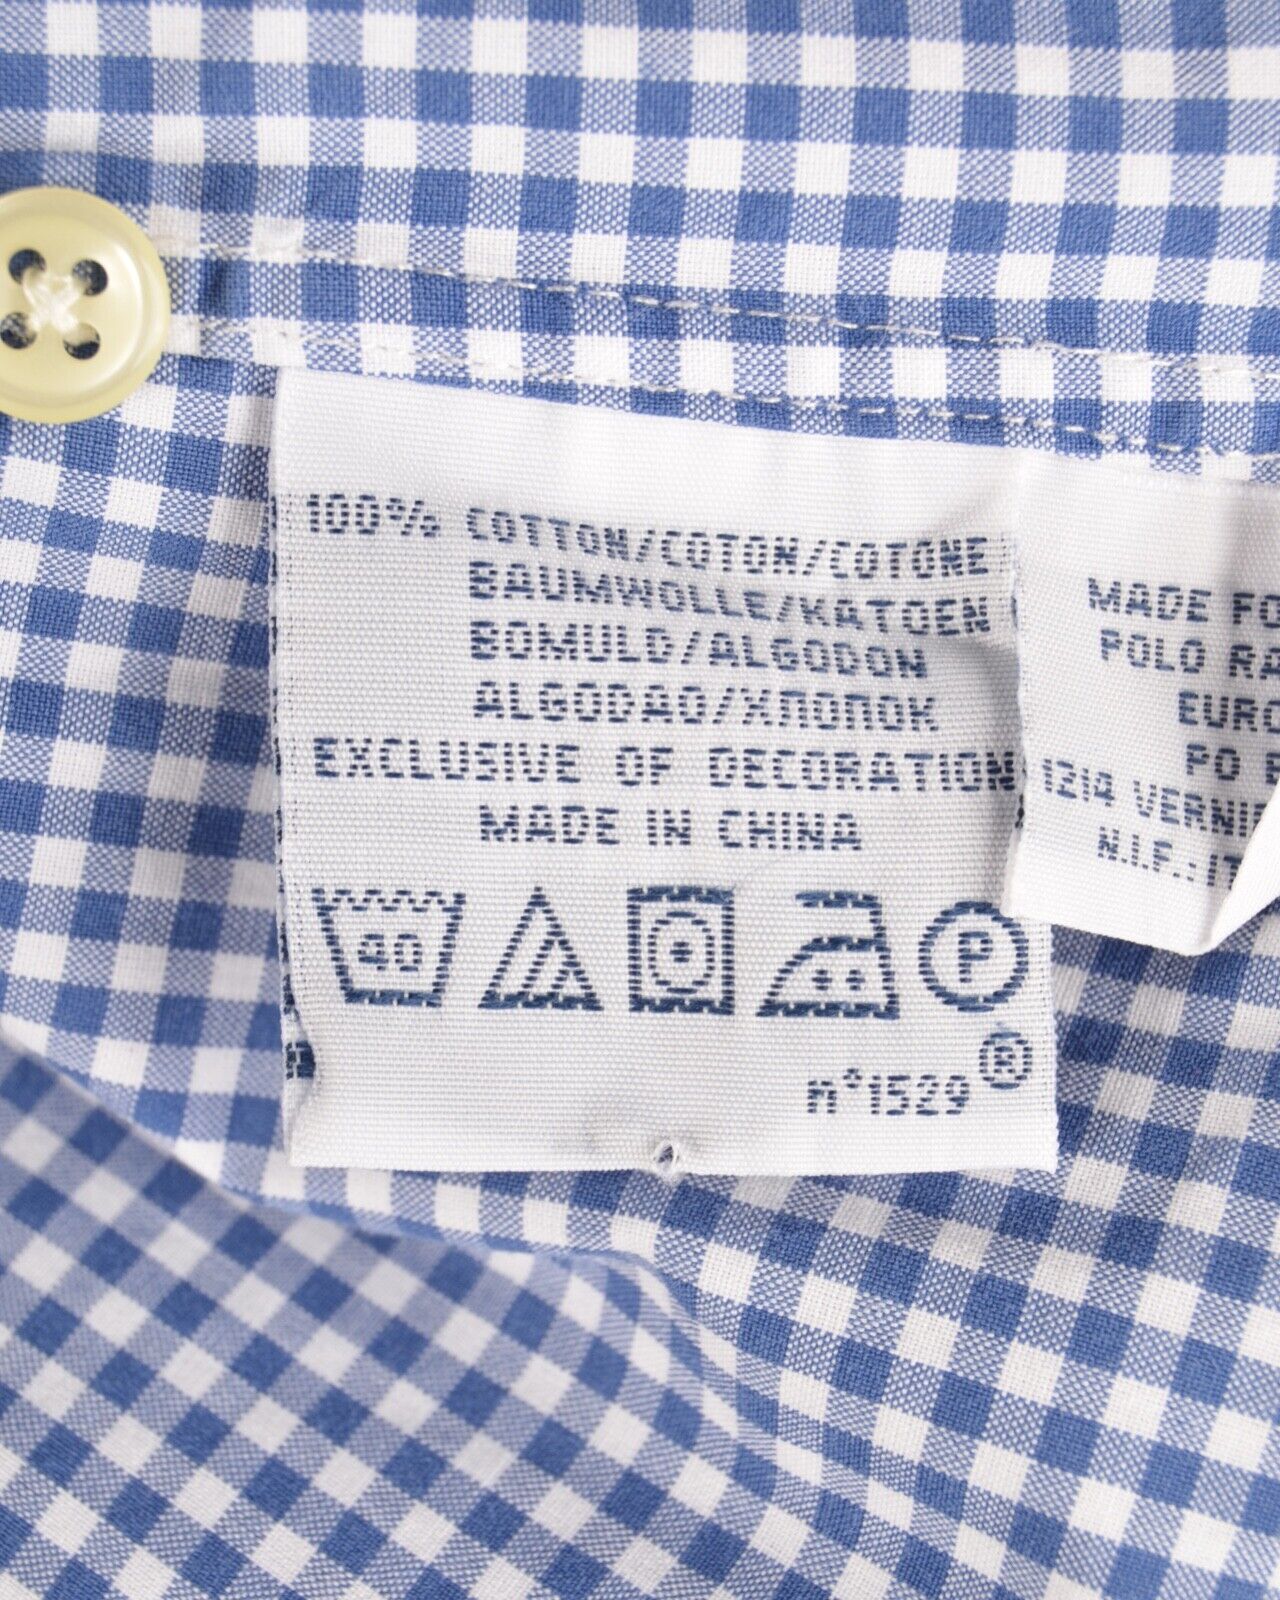 100% COTTON/COTON/COTONE
BAUMWOLLE/KATOEN
BOMULD/ALGODON
ALGODAO/ХЛОПОК
EXCLUSIVE OF DECORATION
MADE IN CHINA
40
P
n°1529®
MADE FO
POLO RA
EURO
PO B
1214 VERNI
N.I.F.:IT